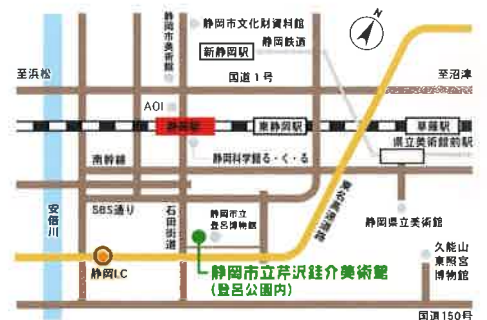 静岡市文化財資料館
静岡市美術館
新静岡駅
静岡鉄道
至浜松
国道1号
至沼津
AOI
静岡駅
東静岡駅
草薙駅
県立美術館前駅
南幹線
静岡科学館る・く・る
安倍川
SBS通り
石田街道
静岡市立
登呂博物館
東名高速道路
静岡県立美術館
久能山
東照宮
博物館
静岡I.C
静岡市立芹沢銈介美術館
(登呂公園内)
国道150号
N